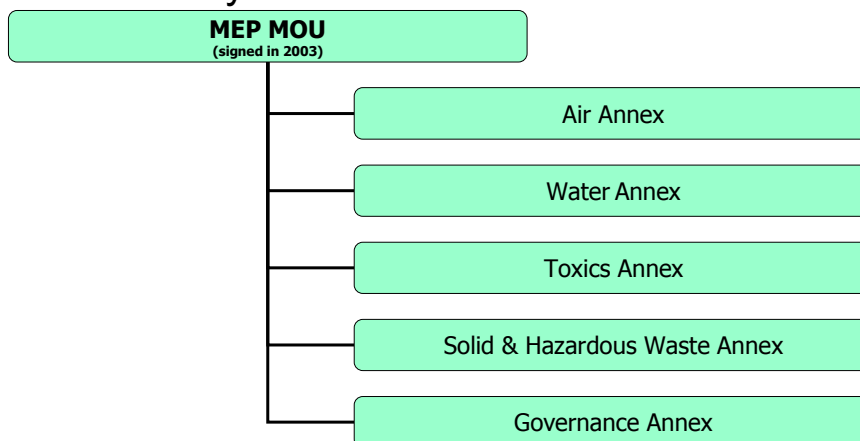 MEP MOU
(signed in 2003)
Air Annex
Water Annex
Toxics Annex
Solid & Hazardous Waste Annex
Governance Annex